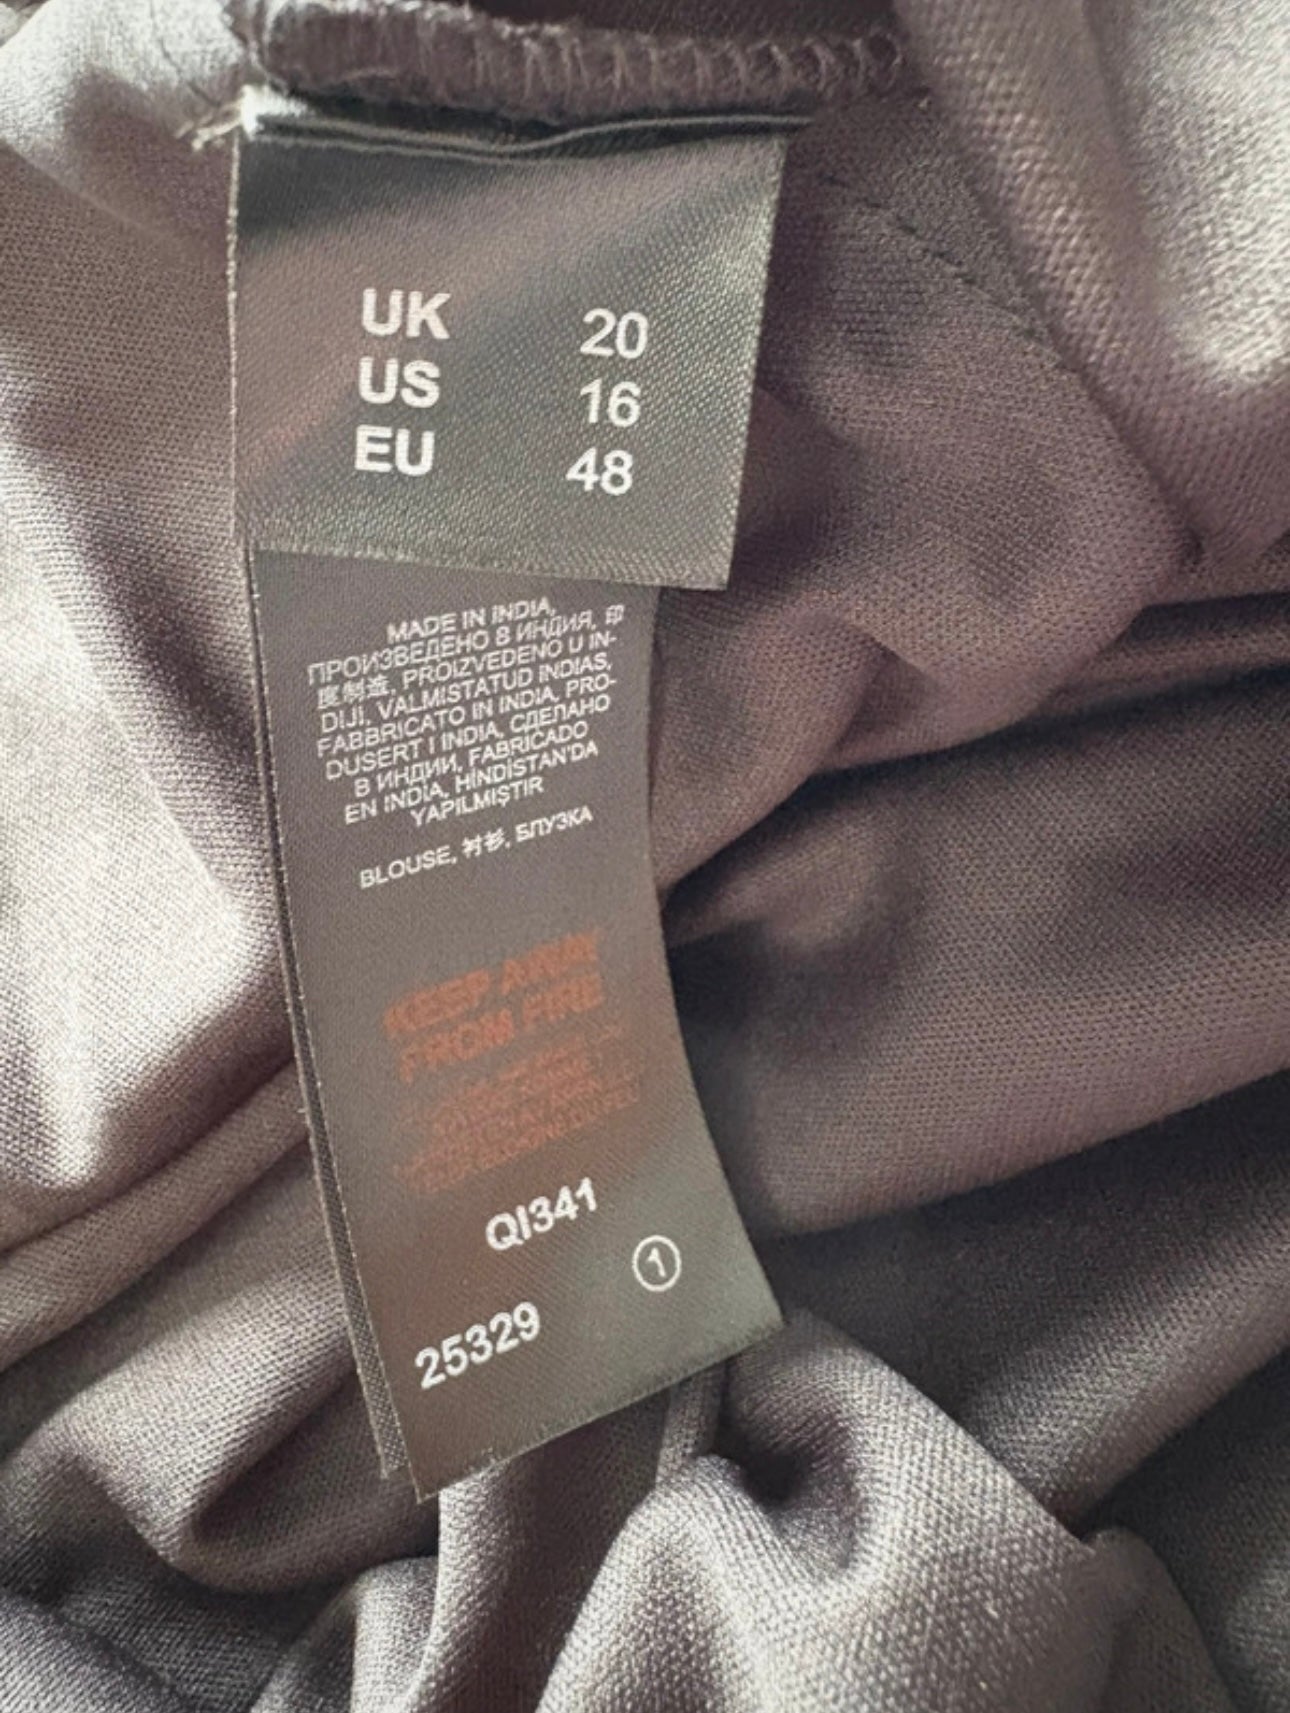 UK 20
US 16
EU 48
MADE IN INDIA,
ПРОИЗВЕДЕНО В ИНДИЯ, 印
度制造, PROIZVEDENO U IN-
DIJI, VALMISTATUD INDIAS,
FABBRICATO IN INDIA, PRO-
DUSERT I INDIA, СДЕЛАНО
В ИНДИИ, FABRICADO
EN INDIA, HİNDİSTAN'DA
YAPILMIŞTIR
BLOUSE, 衬衫, БЛУЗКА
KEEP AWAY
FROM FIRE
QI341
1
25329